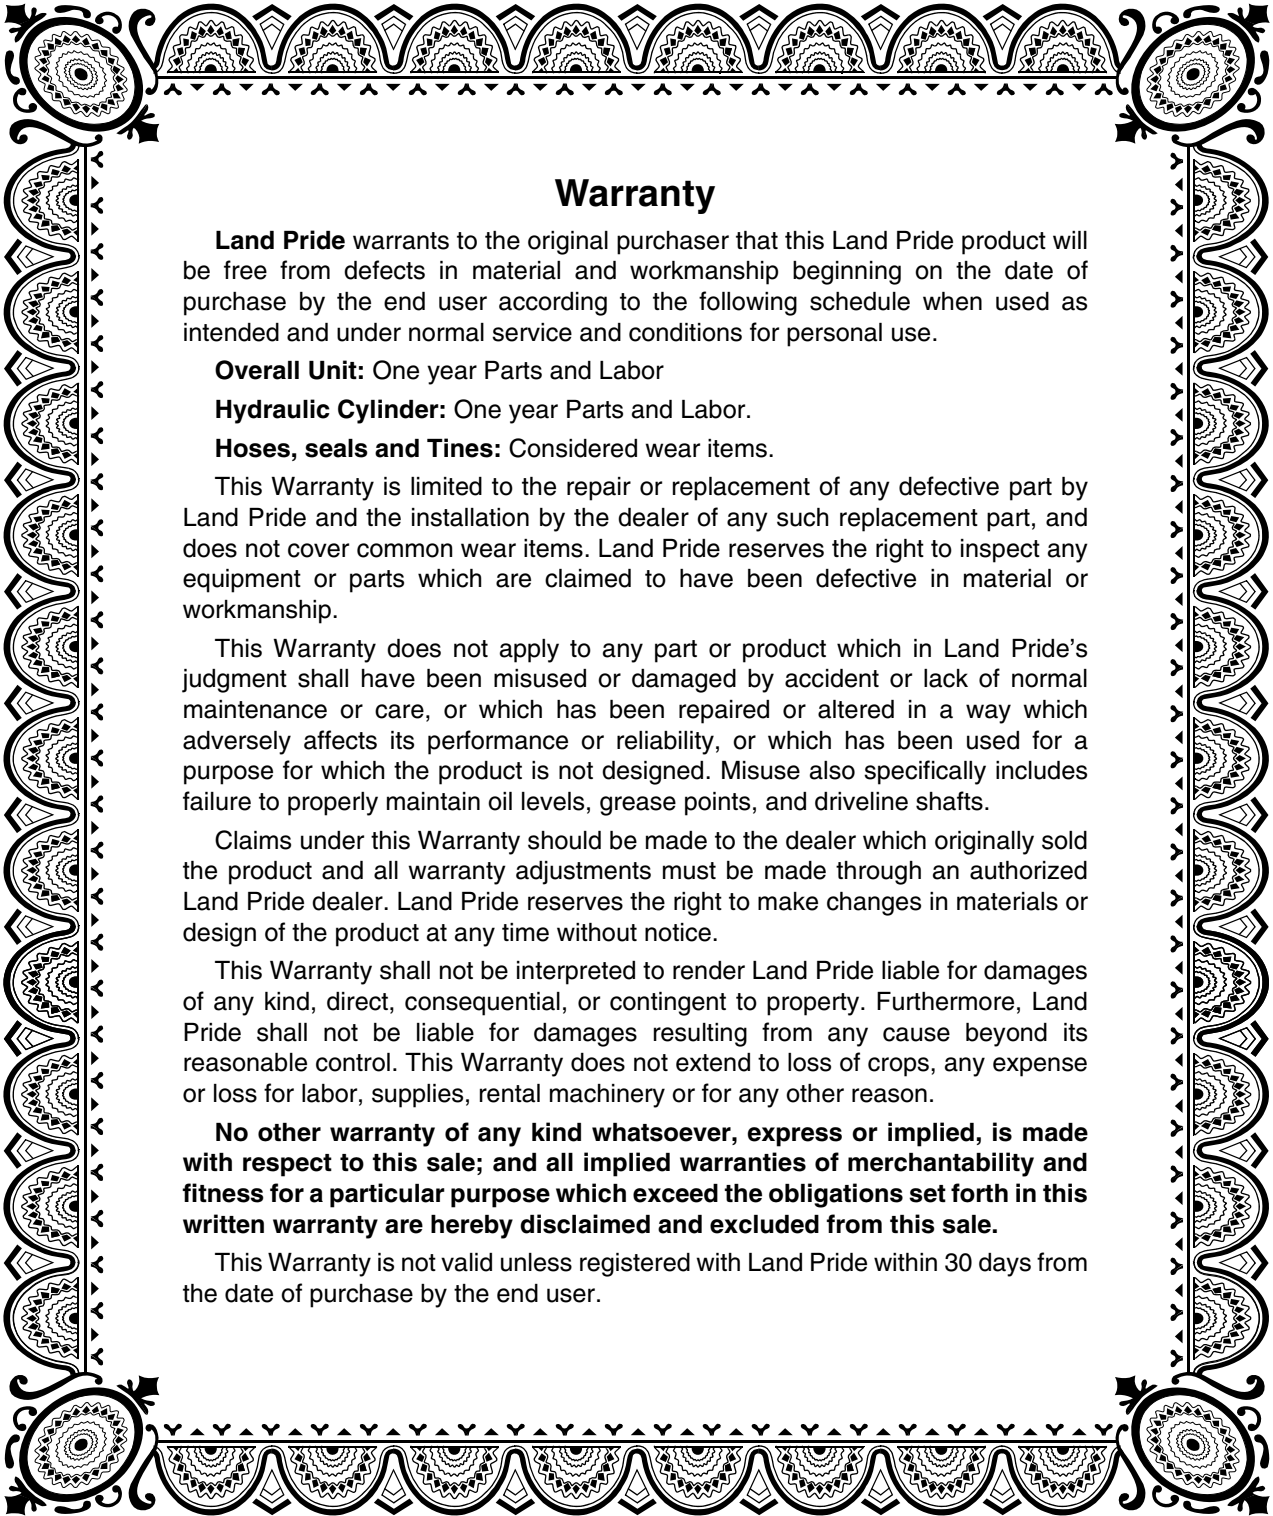 Warranty
Land Pride warrants to the original purchaser that this Land Pride product will
be free from defects in material and workmanship beginning on the date of
purchase by the end user according to the following schedule when used as
intended and under normal service and conditions for personal use.
Overall Unit: One year Parts and Labor
Hydraulic Cylinder: One year Parts and Labor.
Hoses, seals and Tines: Considered wear items.
This Warranty is limited to the repair or replacement of any defective part by
Land Pride and the installation by the dealer of any such replacement part, and
does not cover common wear items. Land Pride reserves the right to inspect any
equipment or parts which are claimed to have been defective in material or
workmanship.
This Warranty does not apply to any part or product which in Land Pride’s
judgment shall have been misused or damaged by accident or lack of normal
maintenance or care, or which has been repaired or altered in a way which
adversely affects its performance or reliability, or which has been used for a
purpose for which the product is not designed. Misuse also specifically includes
failure to properly maintain oil levels, grease points, and driveline shafts.
Claims under this Warranty should be made to the dealer which originally sold
the product and all warranty adjustments must be made through an authorized
Land Pride dealer. Land Pride reserves the right to make changes in materials or
design of the product at any time without notice.
This Warranty shall not be interpreted to render Land Pride liable for damages
of any kind, direct, consequential, or contingent to property. Furthermore, Land
Pride shall not be liable for damages resulting from any cause beyond its
reasonable control. This Warranty does not extend to loss of crops, any expense
or loss for labor, supplies, rental machinery or for any other reason.
No other warranty of any kind whatsoever, express or implied, is made
with respect to this sale; and all implied warranties of merchantability and
fitness for a particular purpose which exceed the obligations set forth in this
written warranty are hereby disclaimed and excluded from this sale.
This Warranty is not valid unless registered with Land Pride within 30 days from
the date of purchase by the end user.